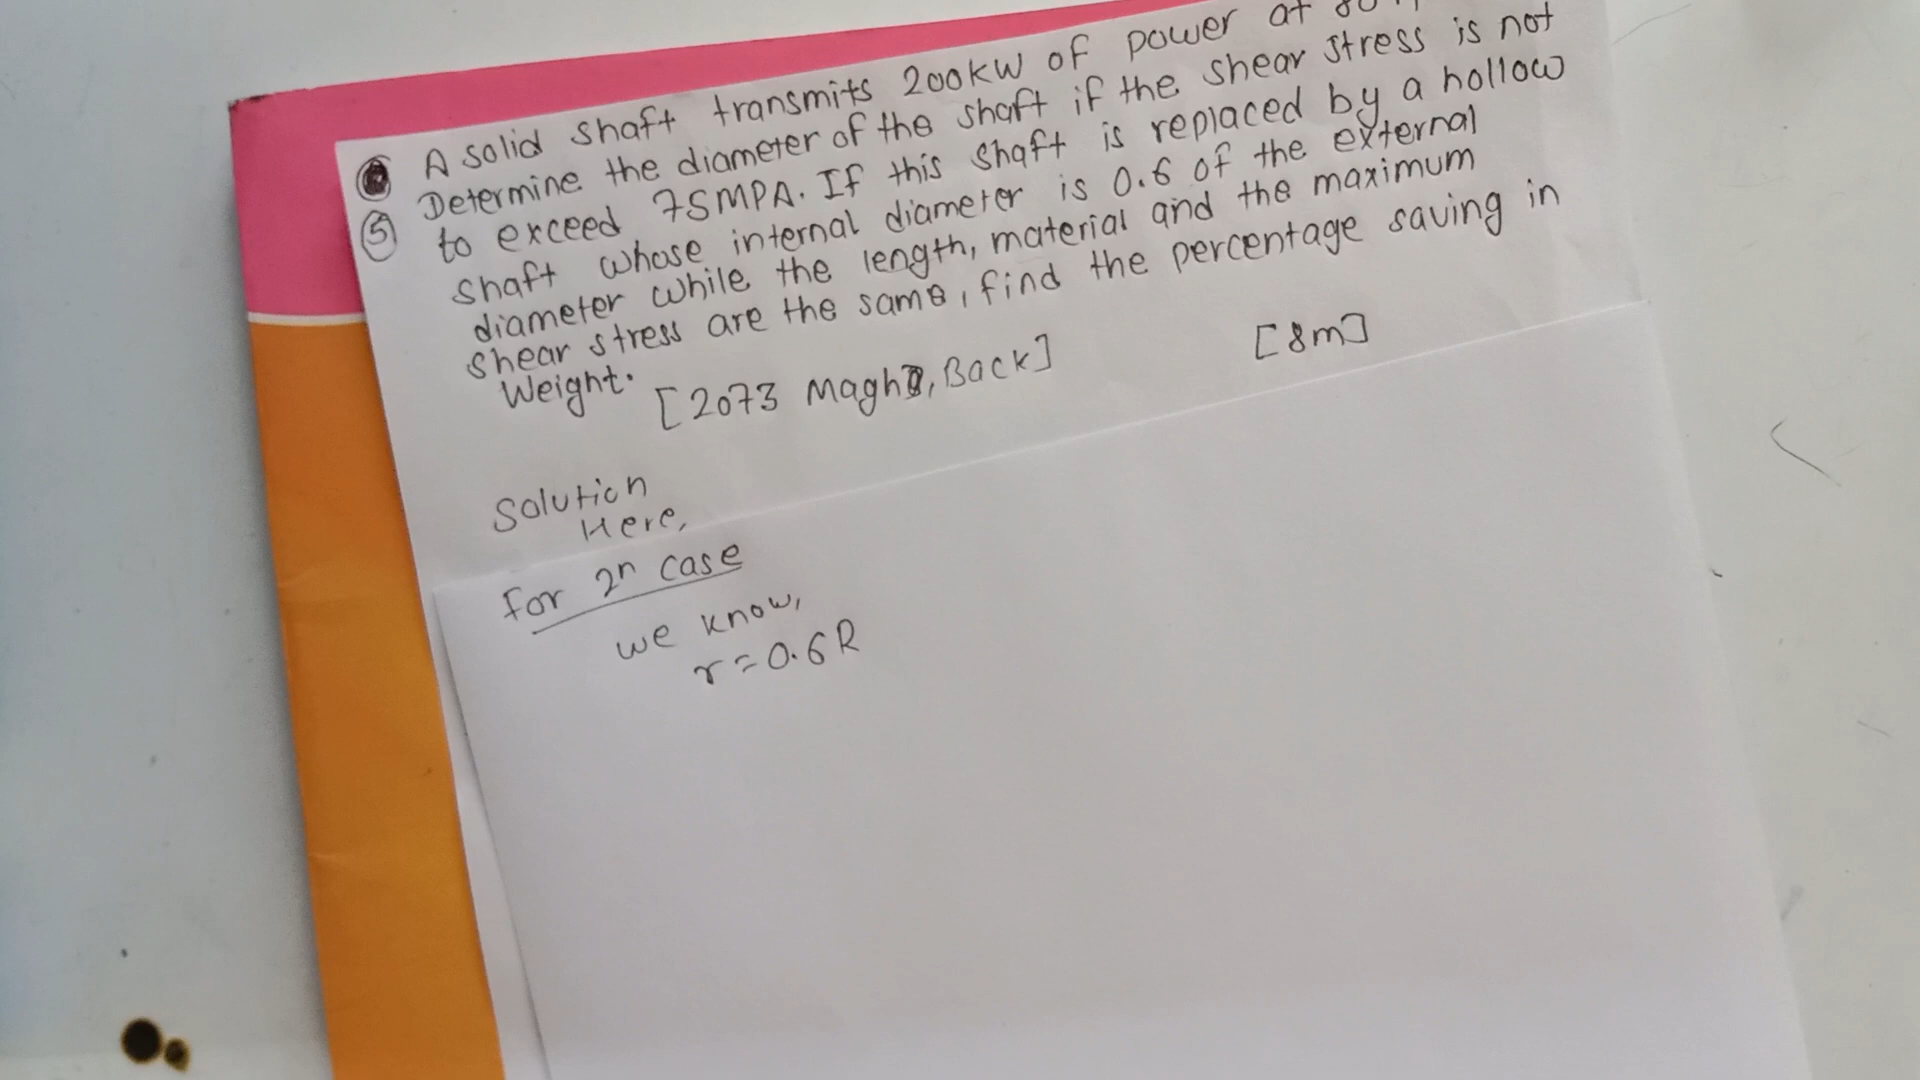 A solid shaft transmits 200kW of power at 80
Determine the diameter of the shaft if the shear stress is not
⑤ to exceed 75MPA. If this shaft is replaced by a hollow
shaft whose internal diameter is 0.6 of the external
diameter while the length, material and the maximum
shear stress are the same, find the percentage saving in
Weight. [2073 Magh, Back] [8m]
Solution
Here,
for 2n case
we know,
r=0.6R